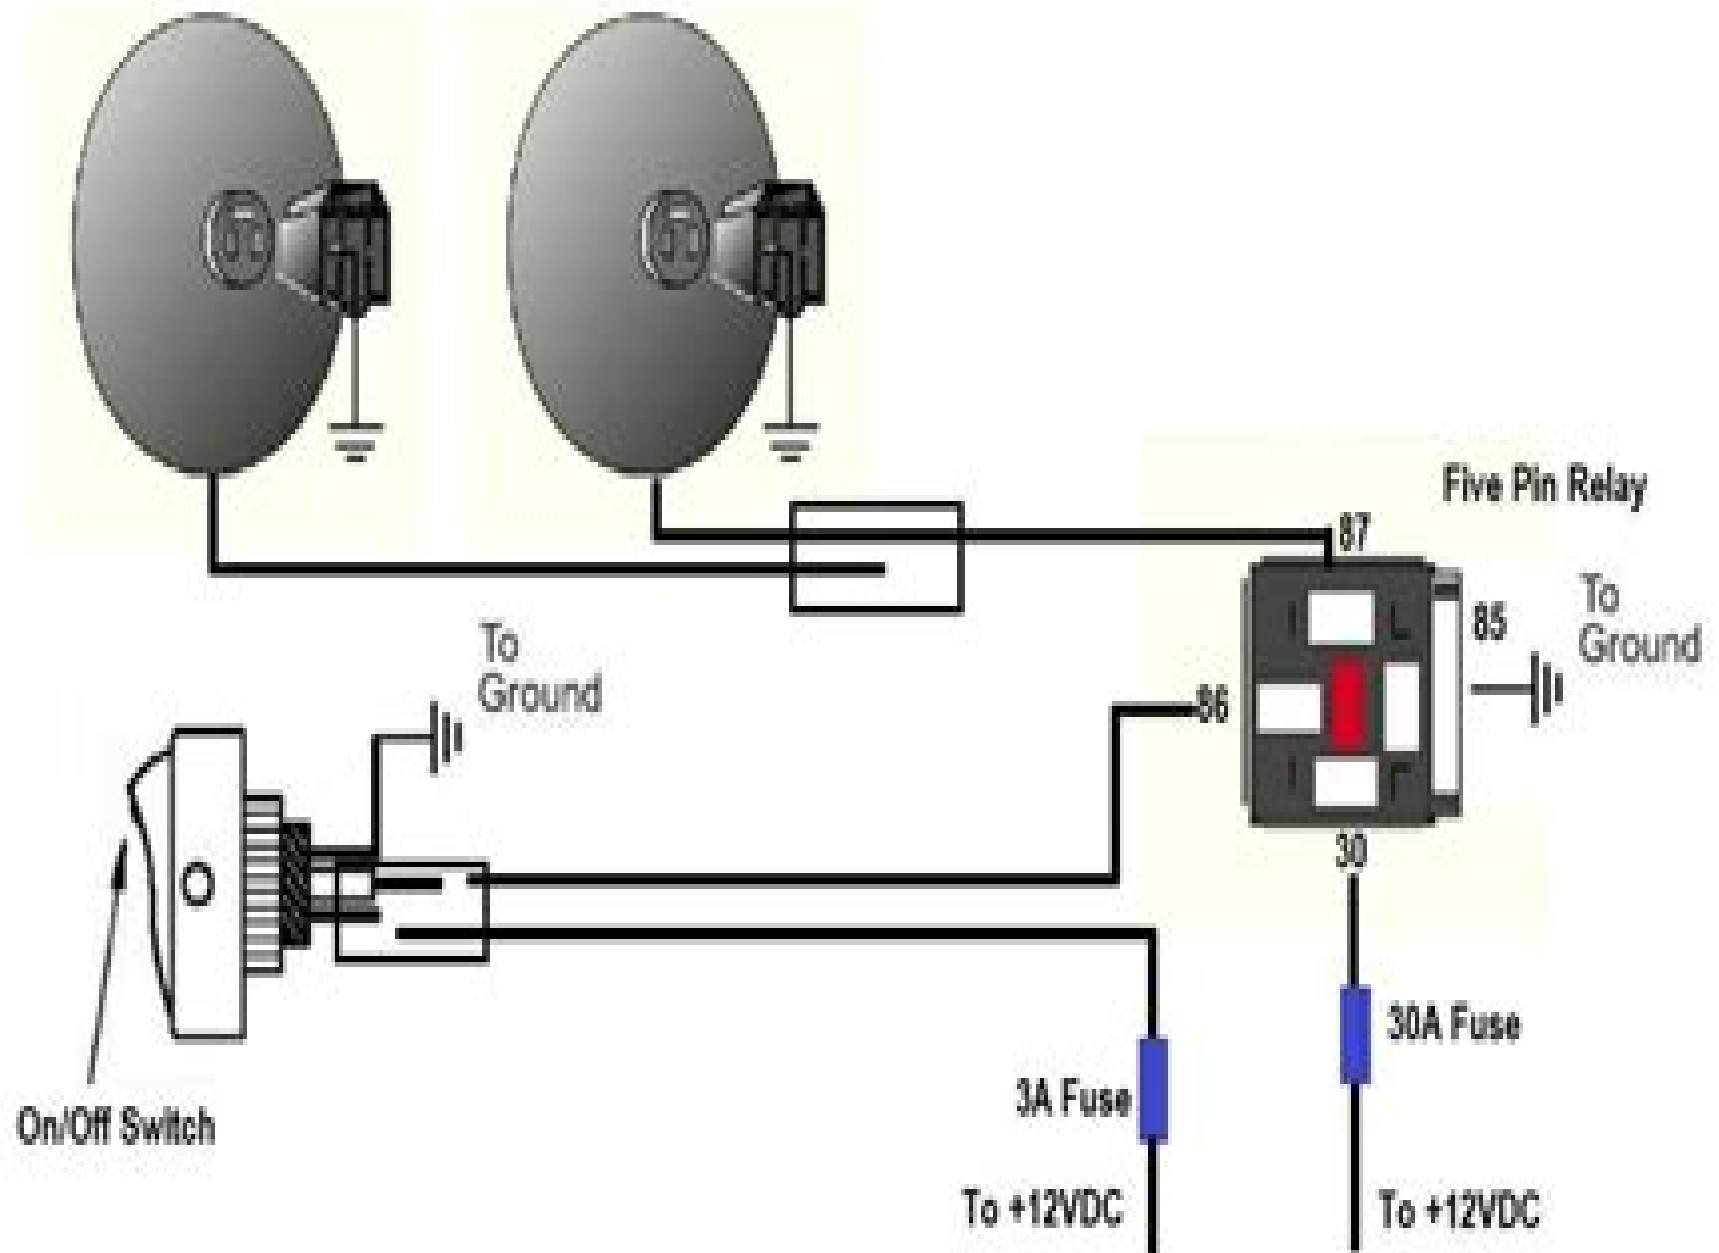 Five Pin Relay
87
To
Ground
85
To
Ground
86
30
30A Fuse
3A Fuse
On/Off Switch
To +12VDC
To +12VDC